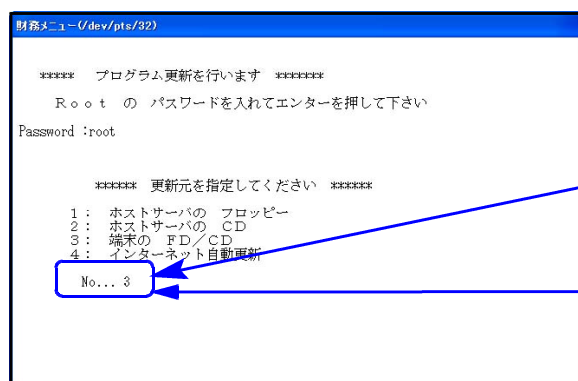 財務メニュー(/dev/pts/32)
***** プログラム更新を行います *******
Ｒｏｏｔ の パスワードを入れてエンターを押して下さい
Password :root
****** 更新元を指定してください ******
1: ホストサーバの フロッピー
2: ホストサーバの ＣＤ
3: 端末の ＦＤ／ＣＤ
4: インターネット自動更新
No... 3